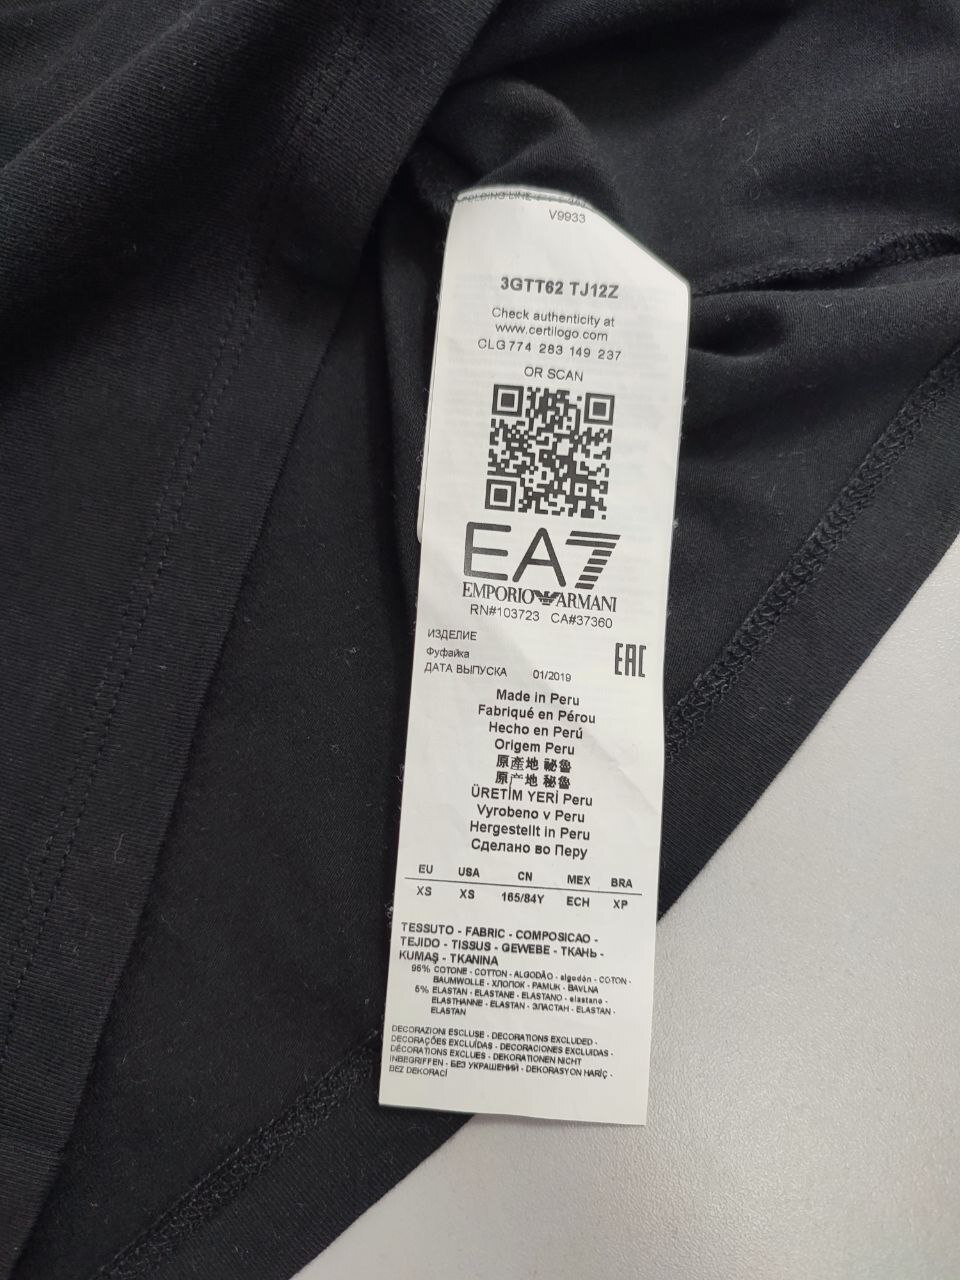 FOLDING LINE
V9933
3GTT62 TJ12Z
Check authenticity at
www.certilogo.com
CLG 774 283 149 237
OR SCAN
EA7
EMPORIO ARMANI
RN#103723 CA#37360
ИЗДЕЛИЕ
Фуфайка
ДАТА ВЫПУСКА 01/2019
EAC
Made in Peru
Fabriqué en Pérou
Hecho en Perú
Origem Peru
原產地 秘魯
原产地 秘鲁
ÜRETİM YERİ Peru
Vyrobeno v Peru
Hergestellt in Peru
Сделано во Перу
EU USA CN MEX BRA
XS XS 165/84Y ECH XP
TESSUTO - FABRIC - COMPOSICAO -
TEJIDO - TISSUS - GEWEBE - ТКАНЬ -
KUMAŞ - TKANINA
95% COTONE - COTTON - ALGODÃO - algodón - COTON -
BAUMWOLLE - ХЛОПОК - PAMUK - BAVLNA
5% ELASTAN - ELASTANE - ELASTANO - elastano -
ELASTHANNE - ELASTAN - ЭЛАСТАН - ELASTAN -
ELASTAN
DECORAZIONI ESCLUSE - DECORATIONS EXCLUDED -
DECORAÇÕES EXCLUÍDAS - DECORACIONES EXCLUIDAS -
DÉCORATIONS EXCLUES - DEKORATIONEN NICHT
INBEGRIFFEN - БЕЗ УКРАШЕНИЙ - DEKORASYON HARİÇ -
BEZ DEKORACÍ